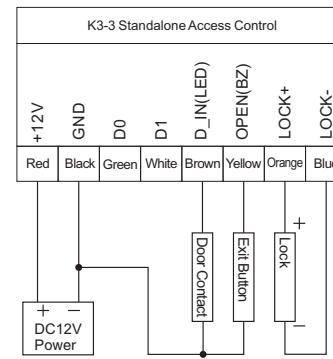 K3-3 Standalone Access Control
+12V GND D0 D1 D_IN(LED) OPEN(BZ) LOCK+ LOCK-
Red Black Green White Brown Yellow Orange Blue
Door Contact Exit Button Lock + −
+ −
DC12V
Power